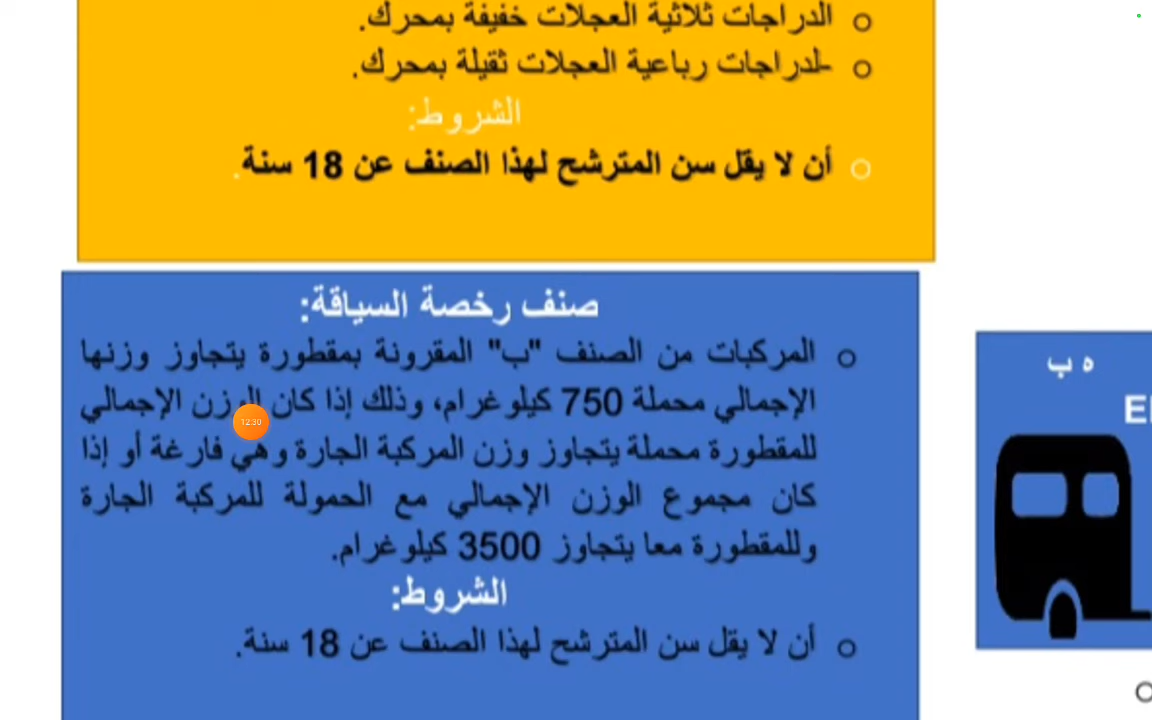 الدراجات ثلاثية العجلات خفيفة بمحرك.
-لدراجات رباعية العجلات ثقيلة بمحرك.
الشروط:
أن لا يقل سن المترشح لهذا الصنف عن 18 سنة.
صنف رخصة السياقة:
المركبات من الصنف "ب" المقرونة بمقطورة يتجاوز وزنها
الإجمالي محملة 750 كيلوغرام، وذلك إذا كان الوزن الإجمالي
للمقطورة محملة يتجاوز وزن المركبة الجارة وهي فارغة أو إذا
كان مجموع الوزن الإجمالي مع الحمولة للمركبة الجارة
وللمقطورة معا يتجاوز 3500 كيلوغرام.
الشروط:
أن لا يقل سن المترشح لهذا الصنف عن 18 سنة.
ه ب
12:30